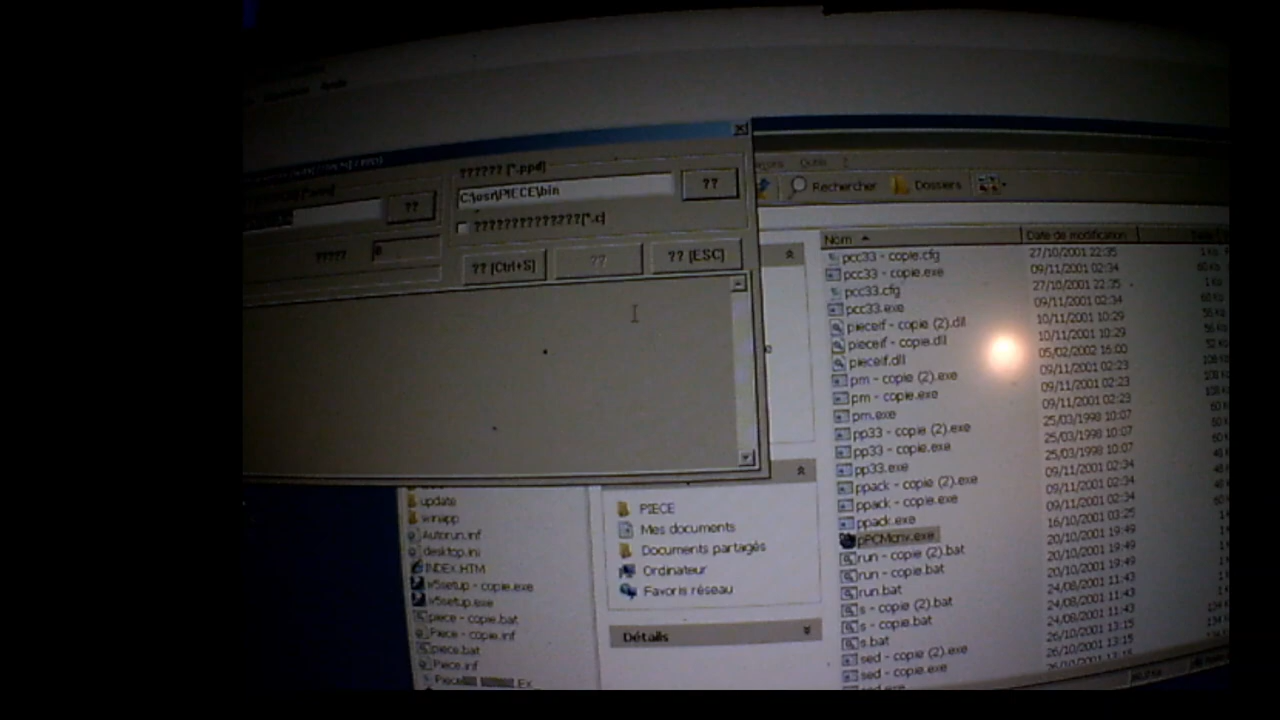 ?????? [*.ppd]
??
C:\usr\PIECE\bin
??
??????????????[*.c]
?????
0
?? [Ctrl+S]
??
?? [ESC]
Outils ?
Rechercher
Dossiers
Nom
Date de modification
pcc33 - copie.cfg 27/10/2001 22:35
pcc33 - copie.exe 09/11/2001 02:34
pcc33.cfg 27/10/2001 22:35
pcc33.exe 09/11/2001 02:34
pieceif - copie (2).dll 10/11/2001 10:29
pieceif - copie.dll 10/11/2001 10:29
pieceif.dll 05/02/2002 16:00
pm - copie (2).exe 09/11/2001 02:23
pm - copie.exe 09/11/2001 02:23
pm.exe 09/11/2001 02:23
pp33 - copie (2).exe 25/03/1998 10:07
pp33 - copie.exe 25/03/1998 10:07
pp33.exe 25/03/1998 10:07
ppack - copie (2).exe 09/11/2001 02:34
ppack - copie.exe 09/11/2001 02:34
ppack.exe 09/11/2001 02:34
pPCMcnv.exe 16/10/2001 03:25
run - copie (2).bat 20/10/2001 19:49
run - copie.bat 20/10/2001 19:49
run.bat 20/10/2001 19:49
s - copie (2).bat 24/08/2001 11:43
s - copie.bat 24/08/2001 11:43
s.bat 24/08/2001 11:43
sed - copie (2).exe 26/10/2001 13:15
sed - copie.exe 26/10/2001 13:15
update
winapp
Autorun.inf
desktop.ini
INDEX.HTM
iv5setup - copie.exe
iv5setup.exe
piece - copie.bat
Piece - copie.inf
piece.bat
Piece.inf
PIECE
Mes documents
Documents partagés
Ordinateur
Favoris réseau
Détails